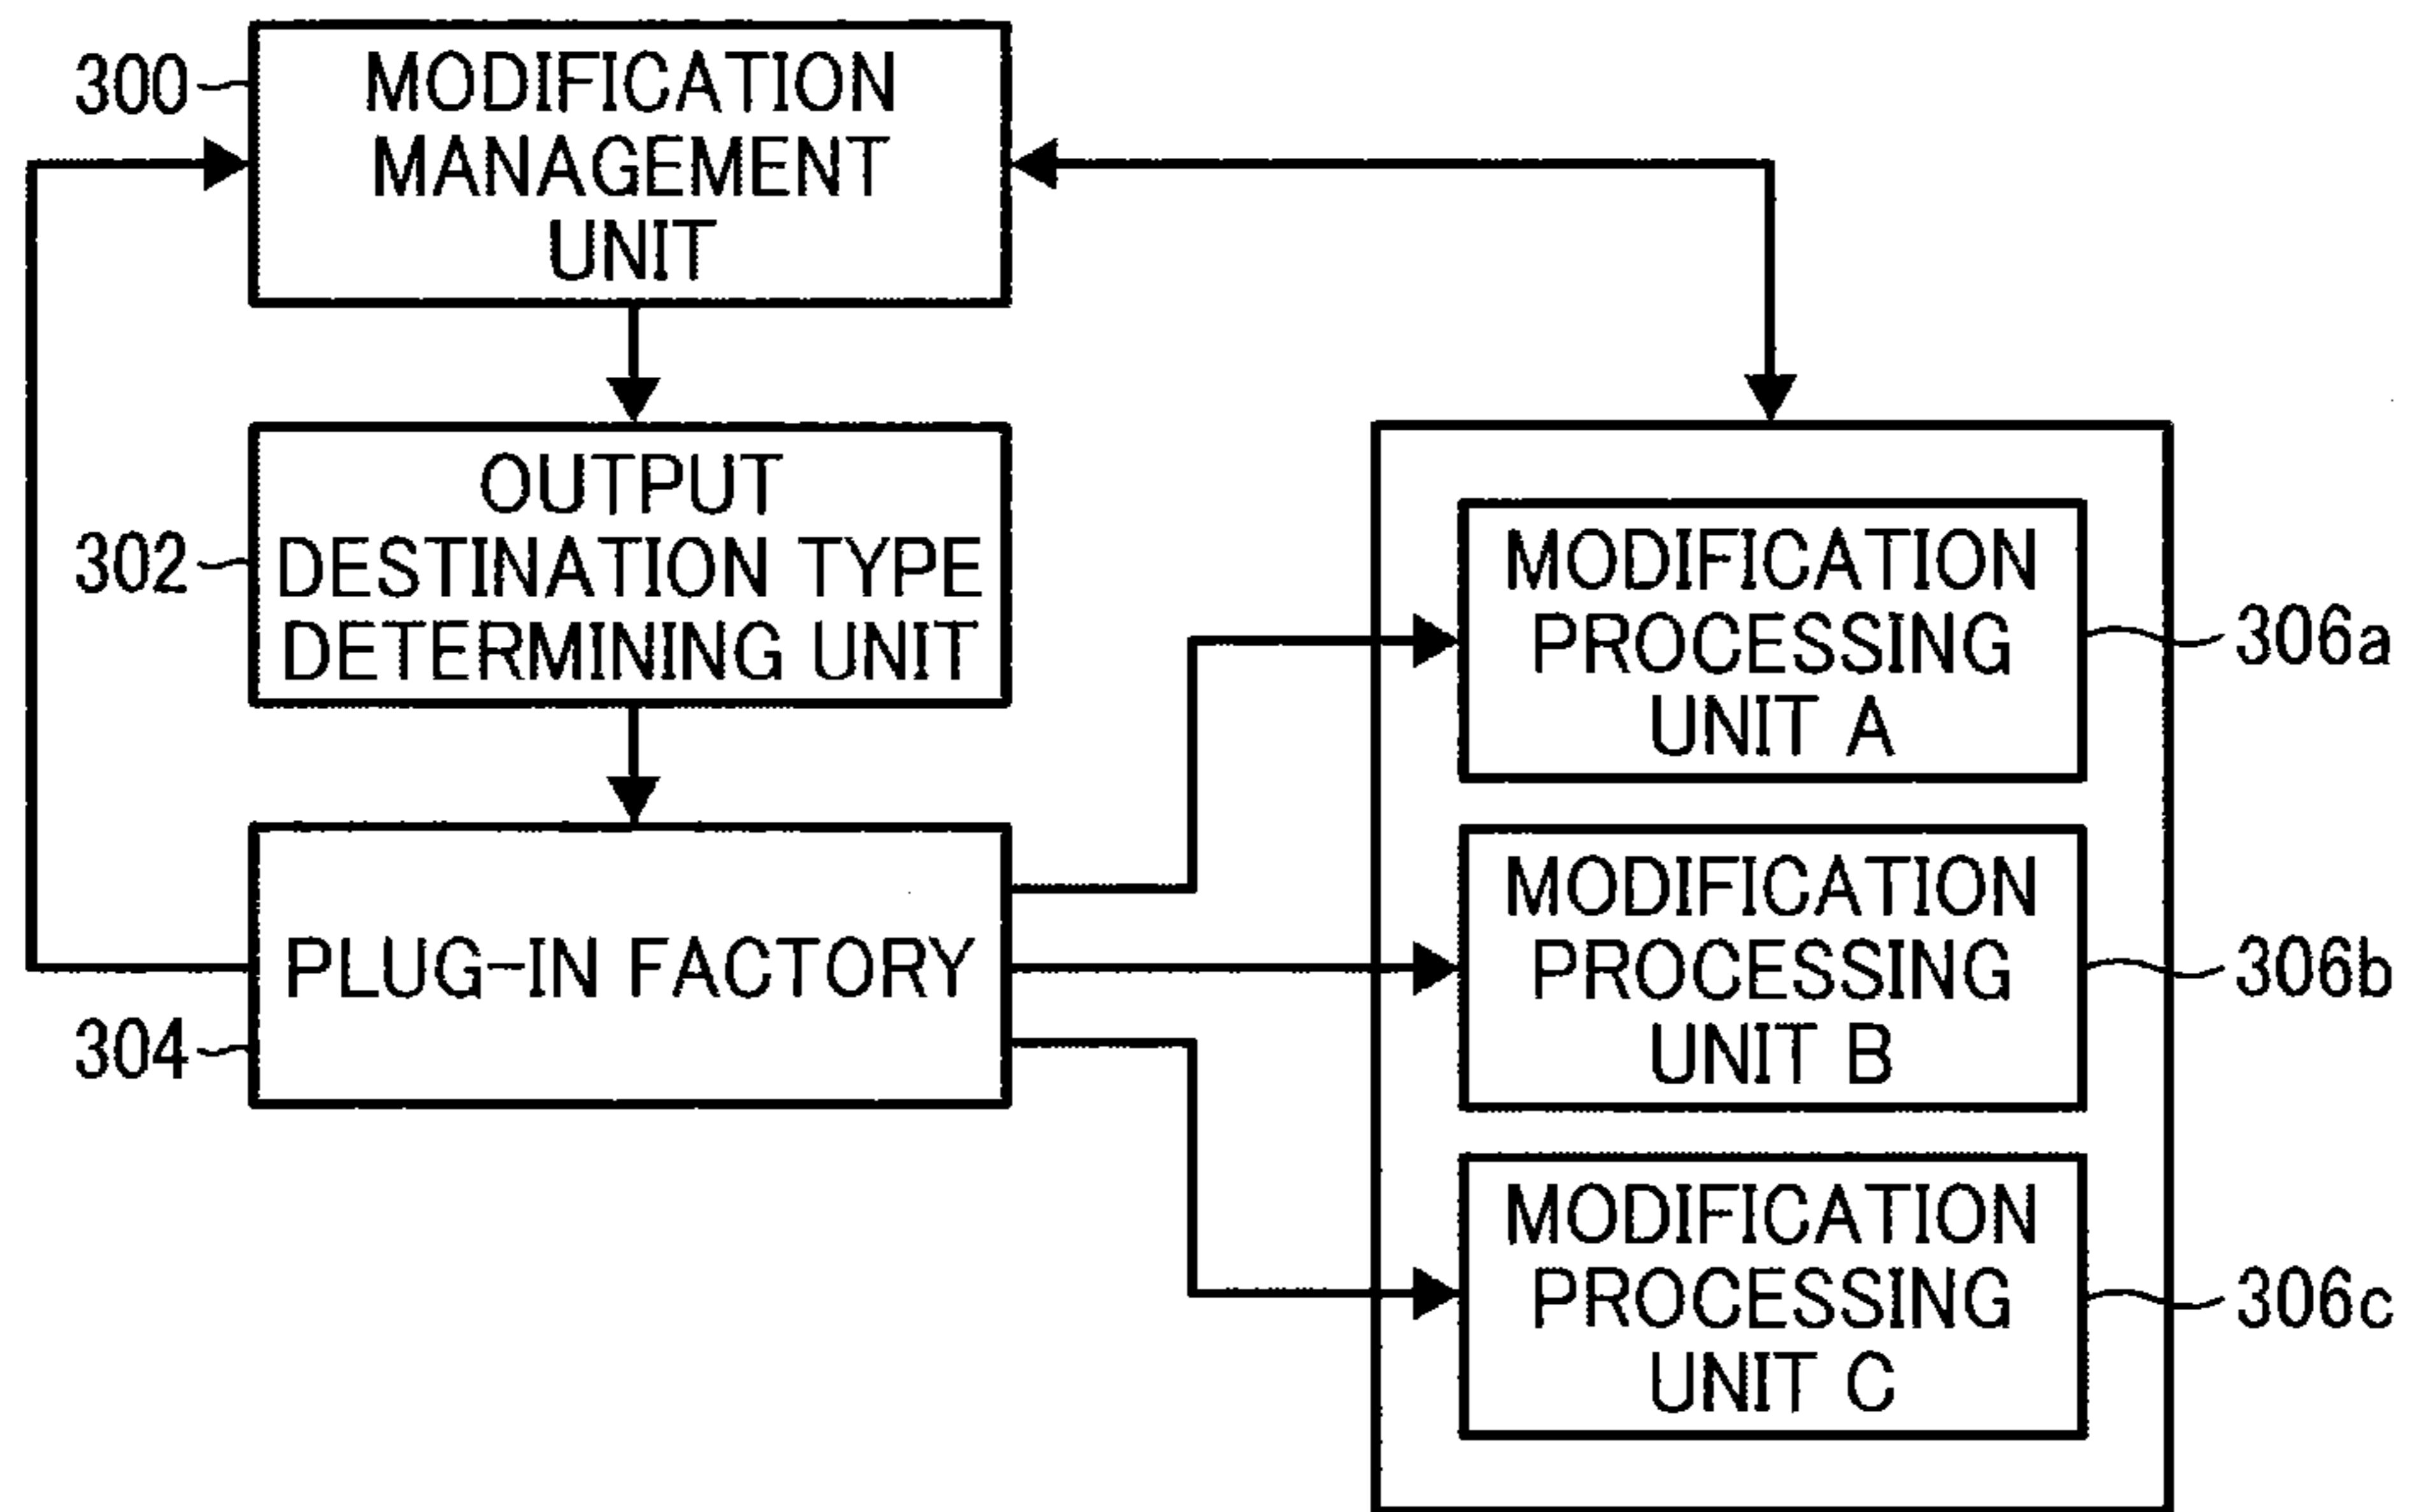 300
MODIFICATION
MANAGEMENT
UNIT
302
OUTPUT
DESTINATION TYPE
DETERMINING UNIT
304
PLUG-IN FACTORY
MODIFICATION
PROCESSING
UNIT A
306a
MODIFICATION
PROCESSING
UNIT B
306b
MODIFICATION
PROCESSING
UNIT C
306c